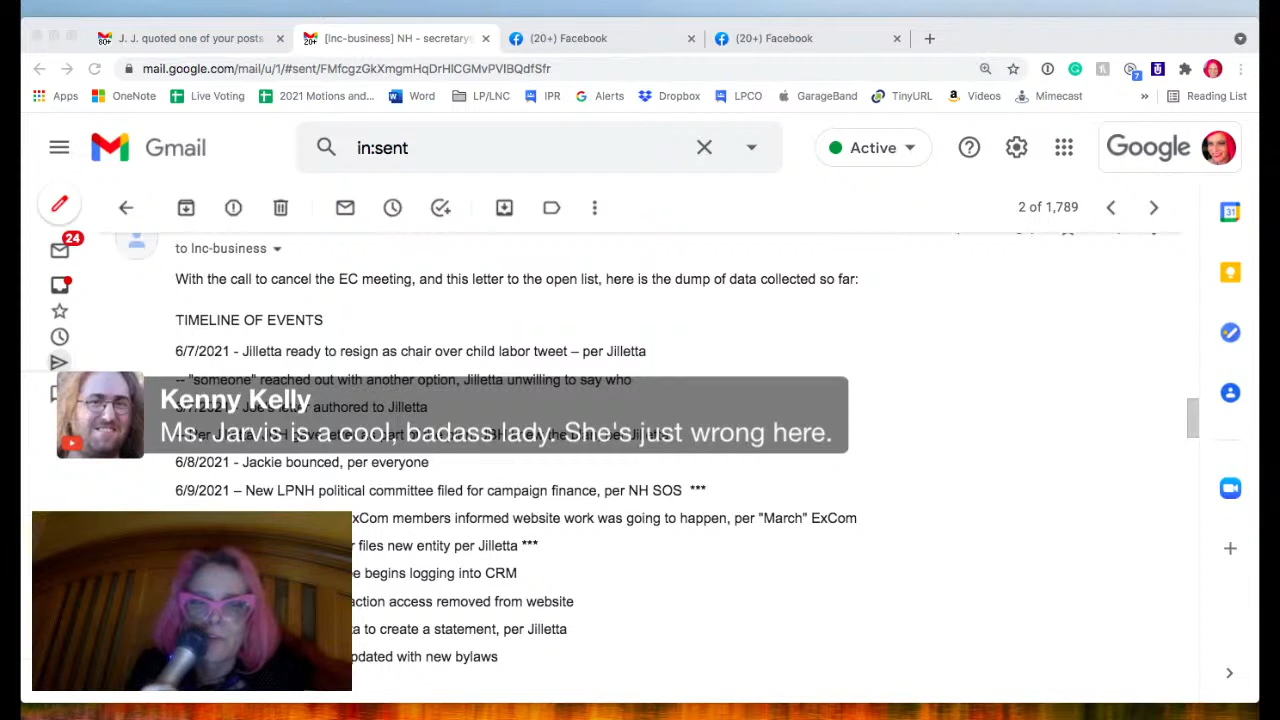 J. J. quoted one of your posts
[lnc-business] NH - secretary@
(20+) Facebook
(20+) Facebook
mail.google.com/mail/u/1/#sent/FMfcgzGkXmgmHqDrHlCGMvPVlBQdfSfr
Apps
OneNote
Live Voting
2021 Motions and...
Word
LP/LNC
IPR
Alerts
Dropbox
LPCO
GarageBand
TinyURL
Videos
Mimecast
Reading List
Gmail
in:sent
Active
Google
2 of 1,789
24
to lnc-business
With the call to cancel the EC meeting, and this letter to the open list, here is the dump of data collected so far:
TIMELINE OF EVENTS
6/7/2021 - Jilletta ready to resign as chair over child labor tweet – per Jilletta
-- "someone" reached out with another option, Jilletta unwilling to say who
Kenny Kelly
6/7/2021 - Joe's letter authored to Jilletta
Ms. Jarvis is a cool, badass lady. She's just wrong here.
6/8/2021 - Jackie bounced, per everyone
6/9/2021 – New LPNH political committee filed for campaign finance, per NH SOS ***
ExCom members informed website work was going to happen, per "March" ExCom
files new entity per Jilletta ***
begins logging into CRM
action access removed from website
to create a statement, per Jilletta
updated with new bylaws